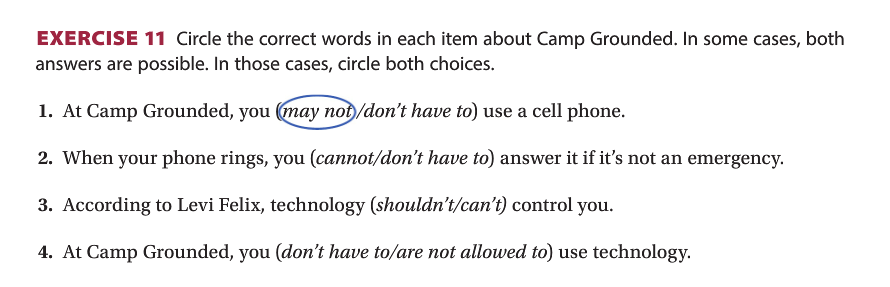 EXERCISE 11 Circle the correct words in each item about Camp Grounded. In some cases, both
answers are possible. In those cases, circle both choices.
1. At Camp Grounded, you (may not/don’t have to) use a cell phone.
2. When your phone rings, you (cannot/don’t have to) answer it if it’s not an emergency.
3. According to Levi Felix, technology (shouldn’t/can’t) control you.
4. At Camp Grounded, you (don’t have to/are not allowed to) use technology.